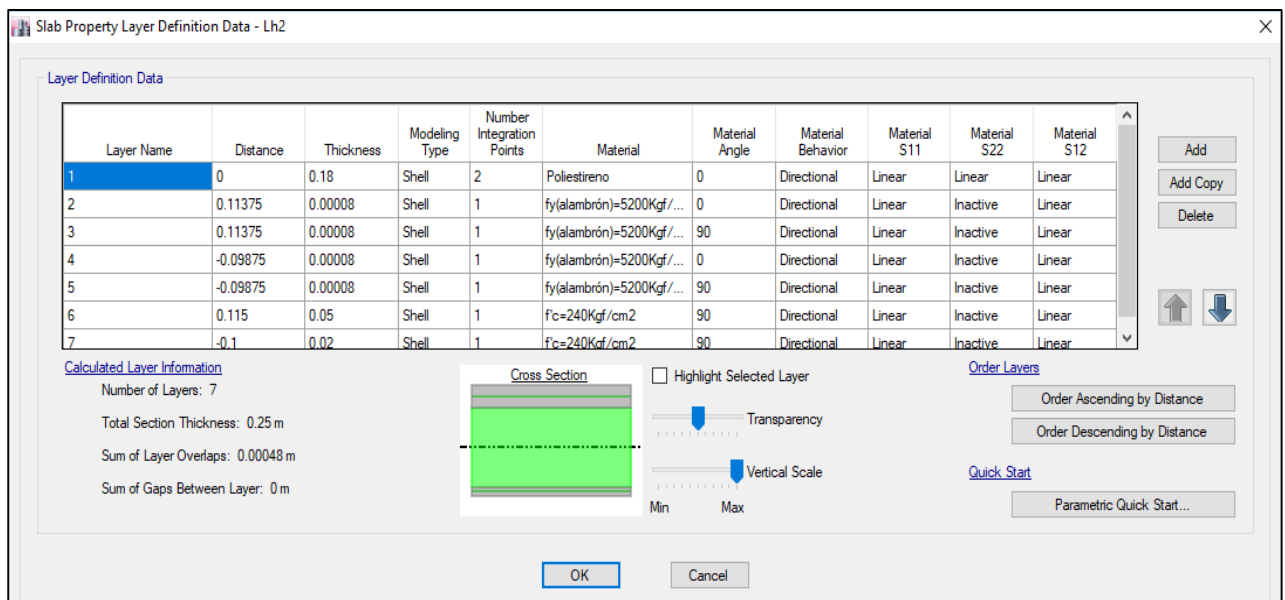 Slab Property Layer Definition Data - Lh2
Layer Definition Data
Layer Name Distance Thickness Modeling Type Number Integration Points Material Material Angle Material Behavior Material S11 Material S22 Material S12
1 0 0.18 Shell 2 Poliestireno 0 Directional Linear Linear Linear
2 0.11375 0.00008 Shell 1 fy(alambrón)=5200Kgf/... 0 Directional Linear Inactive Linear
3 0.11375 0.00008 Shell 1 fy(alambrón)=5200Kgf/... 90 Directional Linear Inactive Linear
4 -0.09875 0.00008 Shell 1 fy(alambrón)=5200Kgf/... 0 Directional Linear Inactive Linear
5 -0.09875 0.00008 Shell 1 fy(alambrón)=5200Kgf/... 90 Directional Linear Inactive Linear
6 0.115 0.05 Shell 1 f'c=240Kgf/cm2 90 Directional Linear Inactive Linear
7 -0.1 0.02 Shell 1 f'c=240Kgf/cm2 90 Directional Linear Inactive Linear
Add
Add Copy
Delete
Calculated Layer Information
Number of Layers: 7
Total Section Thickness: 0.25 m
Sum of Layer Overlaps: 0.00048 m
Sum of Gaps Between Layer: 0 m
Cross Section
Highlight Selected Layer
Transparency
Vertical Scale
Min Max
Order Layers
Order Ascending by Distance
Order Descending by Distance
Quick Start
Parametric Quick Start...
OK Cancel